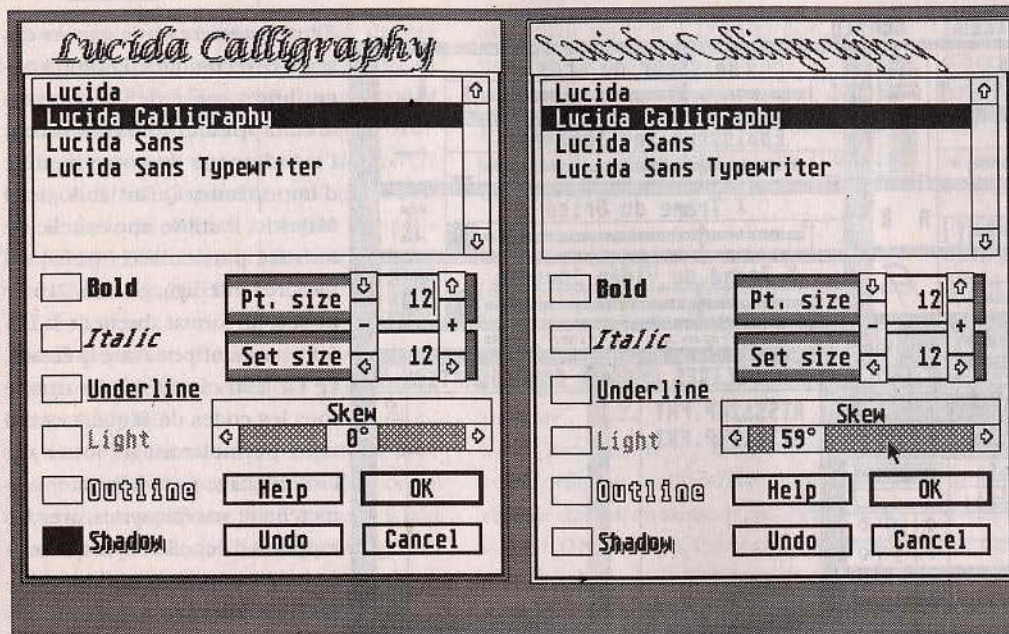 Lucida Calligraphy
Lucida
Lucida Calligraphy
Lucida Sans
Lucida Sans Typewriter
Bold
Italic
Underline
Light
Outline
Shadow
Pt. size 12
- +
Set size 12
Skew
0°
Help OK
Undo Cancel
Lucida Calligraphy
Lucida
Lucida Calligraphy
Lucida Sans
Lucida Sans Typewriter
Bold
Italic
Underline
Light
Outline
Shadow
Pt. size 12
- +
Set size 12
Skew
59°
Help OK
Undo Cancel